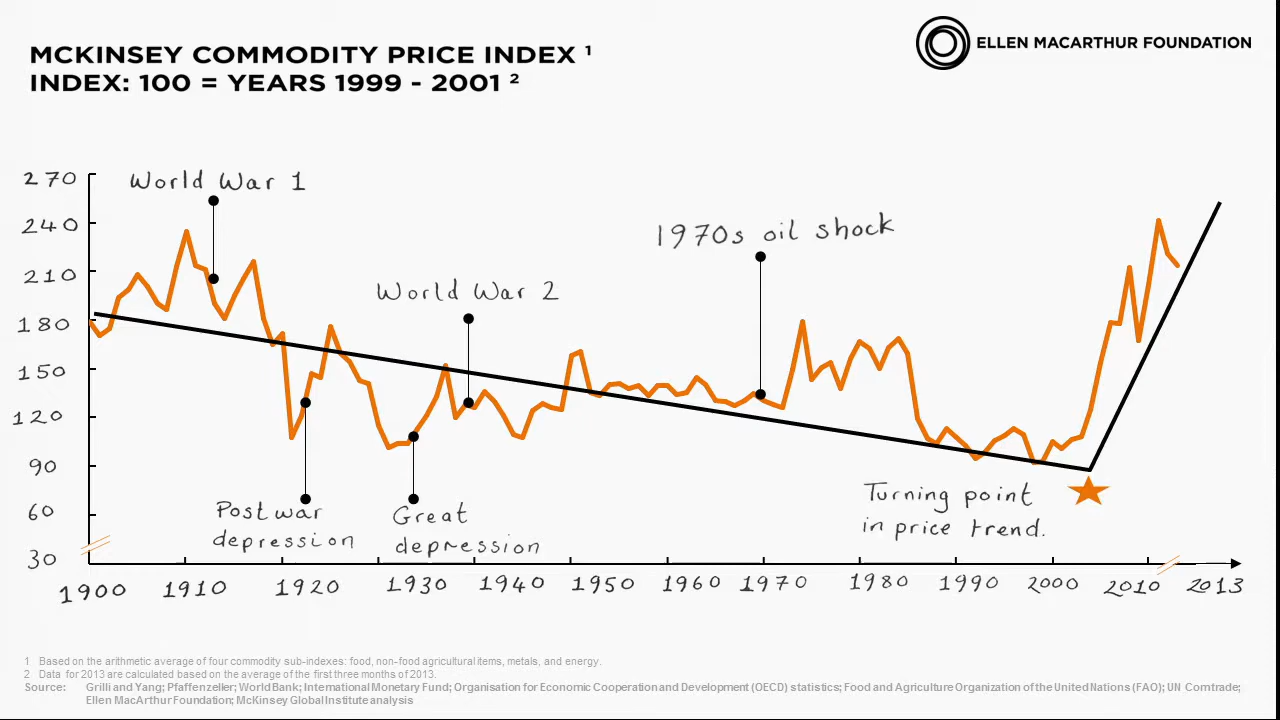 MCKINSEY COMMODITY PRICE INDEX ¹
INDEX: 100 = YEARS 1999 - 2001 ²
ELLEN MACARTHUR FOUNDATION
270
240
210
180
150
120
90
60
30
World War 1
World War 2
1970s oil shock
Post war
depression
Great
depression
Turning point
in price trend.
1900 1910 1920 1930 1940 1950 1960 1970 1980 1990 2000 2010 2013
1 Based on the arithmetic average of four commodity sub-indexes: food, non-food agricultural items, metals, and energy.
2 Data for 2013 are calculated based on the average of the first three months of 2013.
Source: Grilli and Yang; Pfaffenzeller; World Bank; International Monetary Fund; Organisation for Economic Cooperation and Development (OECD) statistics; Food and Agriculture Organization of the United Nations (FAO); UN Comtrade;
Ellen MacArthur Foundation; McKinsey Global Institute analysis